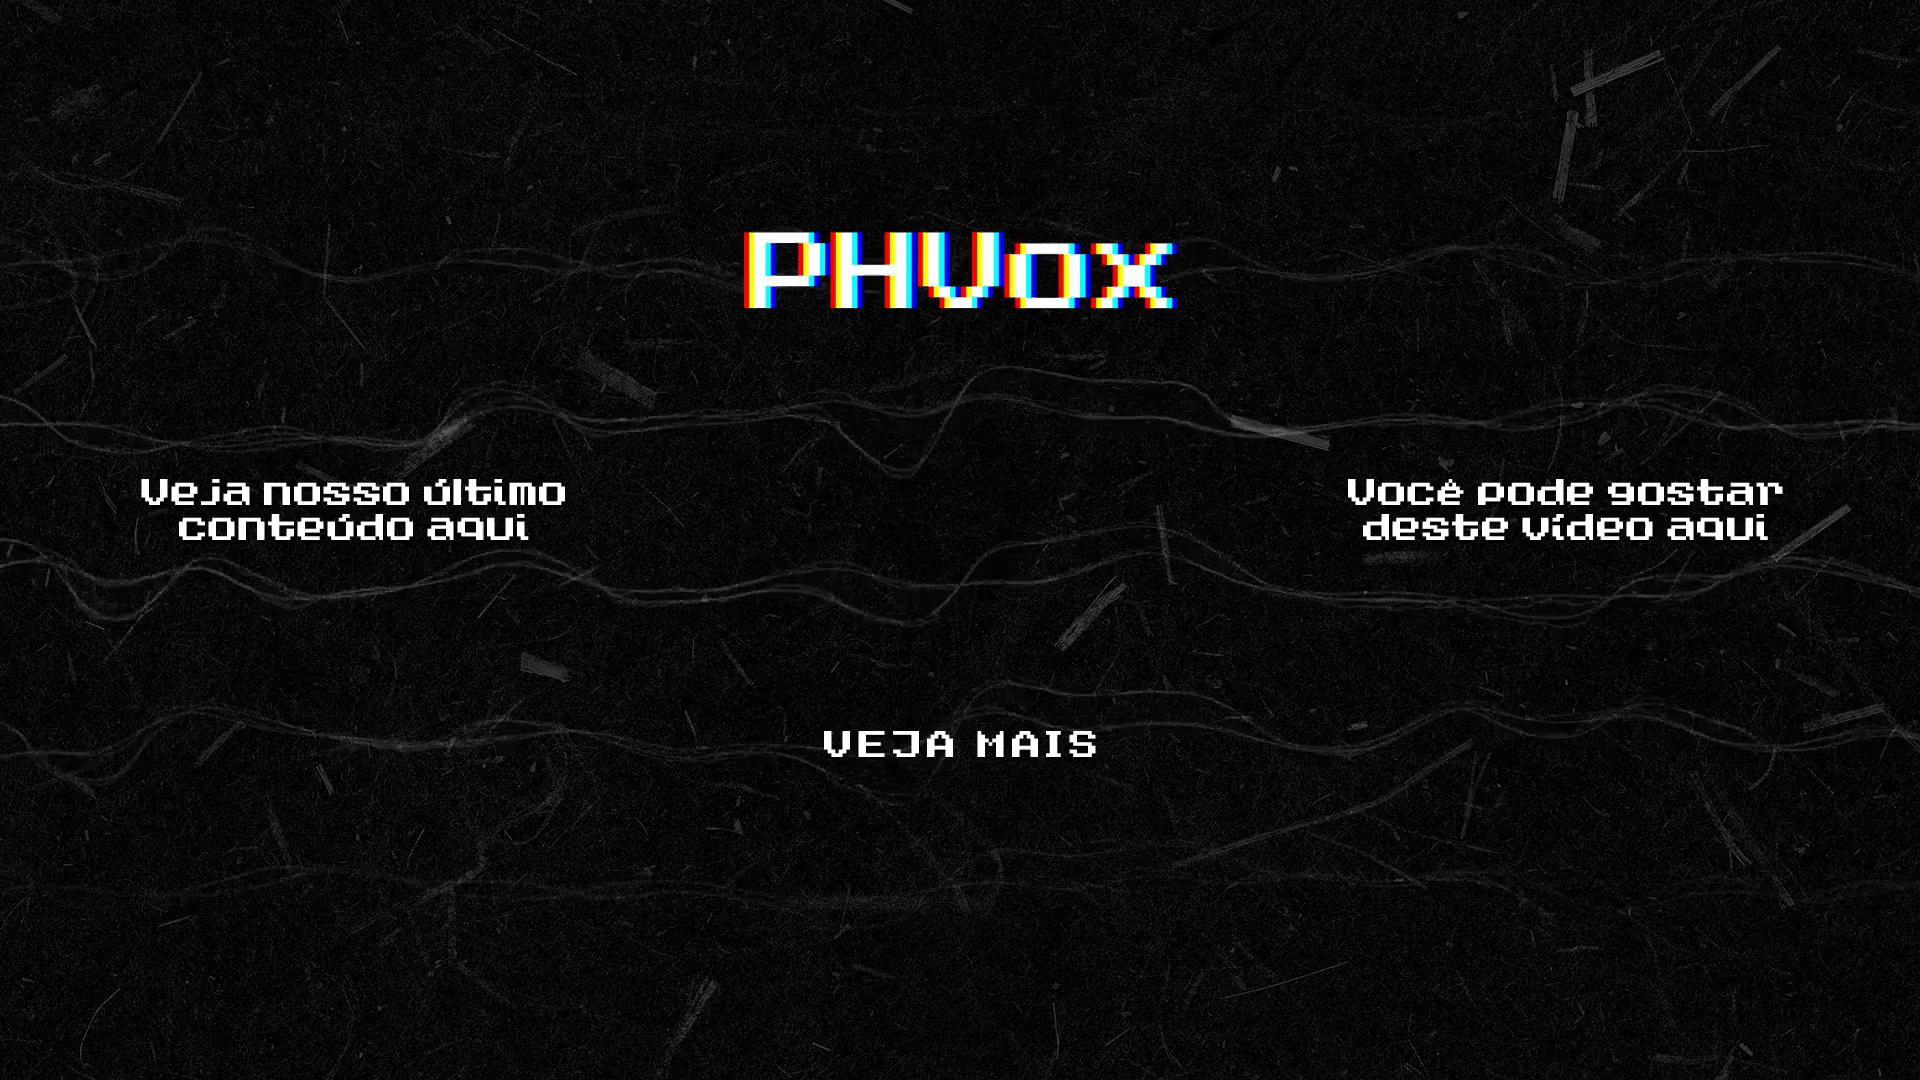 PHVox
Veja nosso último
conteúdo aqui
Você pode gostar
deste vídeo aqui
VEJA MAIS